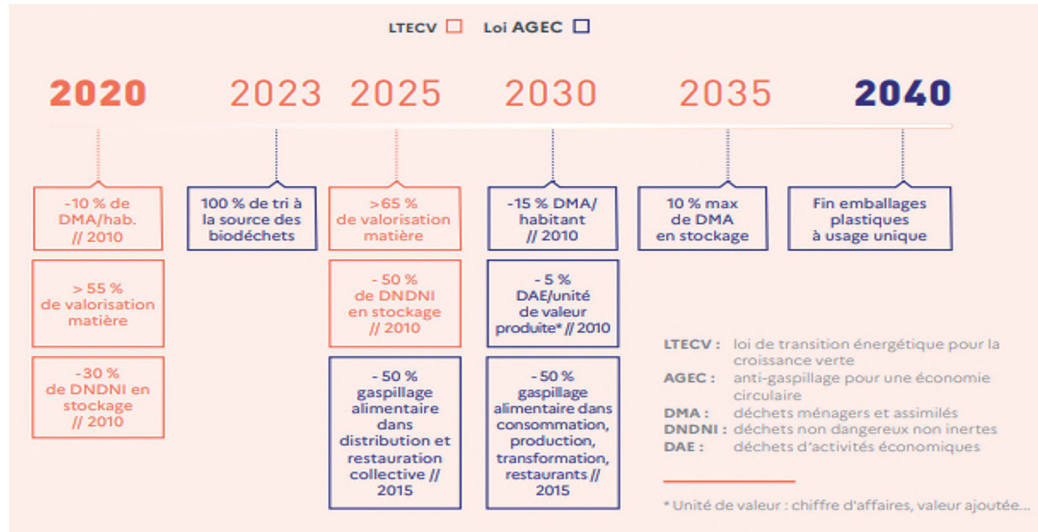 LTECV Loi AGEC
2020 2023 2025 2030 2035 2040
-10 % de
DMA/hab.
// 2010
> 55 %
de valorisation
matière
-30 %
de DNDNI en
stockage
// 2010
100 % de tri à
la source des
biodéchets
>65 %
de valorisation
matière
- 50 %
de DNDNI
en stockage
// 2010
- 50 %
gaspillage
alimentaire
dans
distribution et
restauration
collective //
2015
-15 % DMA/
habitant
// 2010
- 5 %
DAE/unité
de valeur
produite* // 2010
-50 %
gaspillage
alimentaire dans
consommation,
production,
transformation,
restaurants //
2015
10 % max
de DMA
en stockage
Fin emballages
plastiques
à usage unique
LTECV : loi de transition énergétique pour la
croissance verte
AGEC : anti-gaspillage pour une économie
circulaire
DMA : déchets ménagers et assimilés
DNDNI : déchets non dangereux non inertes
DAE : déchets d'activités économiques
* Unité de valeur : chiffre d'affaires, valeur ajoutée...